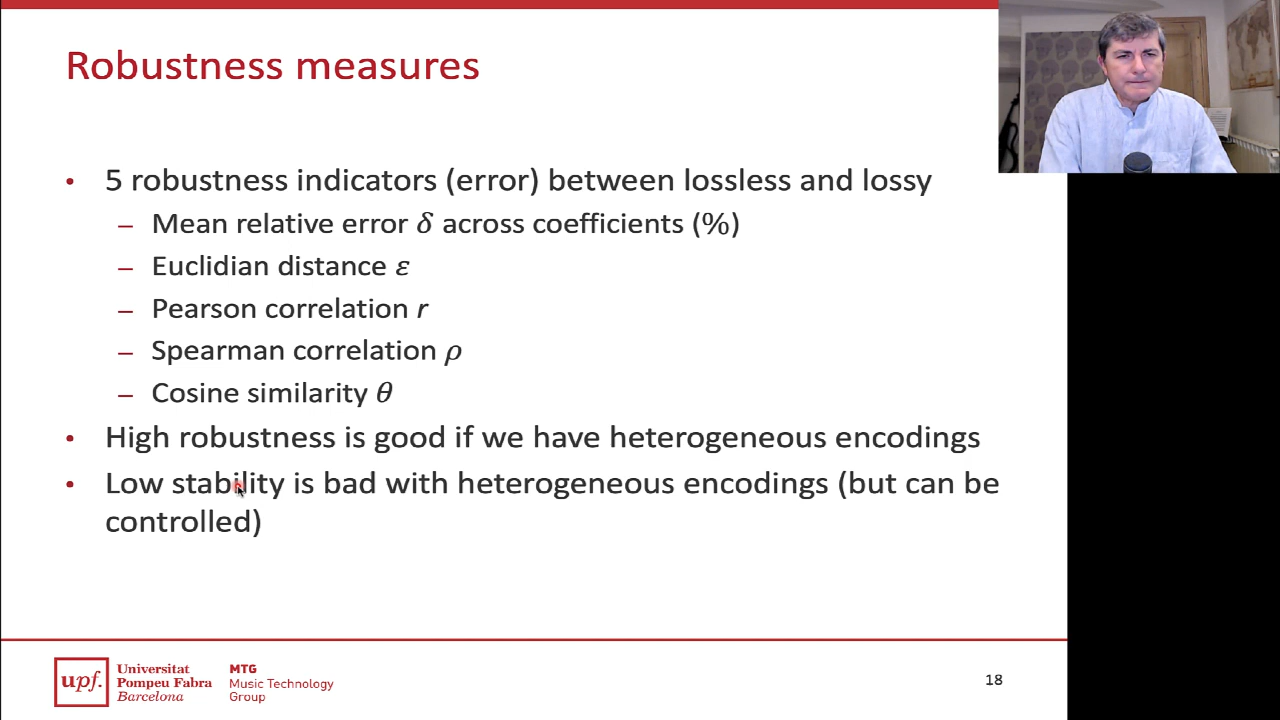 Robustness measures
• 5 robustness indicators (error) between lossless and lossy
– Mean relative error δ across coefficients (%)
– Euclidian distance ε
– Pearson correlation r
– Spearman correlation ρ
– Cosine similarity θ
• High robustness is good if we have heterogeneous encodings
• Low stability is bad with heterogeneous encodings (but can be
controlled)
upf.
Universitat
Pompeu Fabra
Barcelona
MTG
Music Technology
Group
18